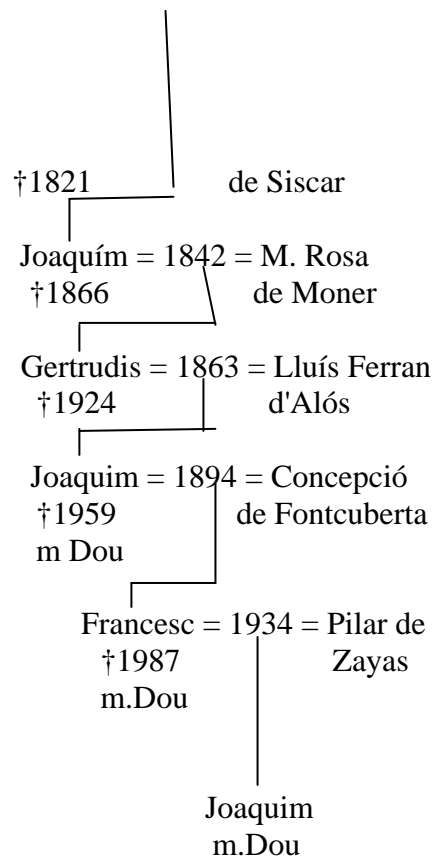 †1821 de Siscar
Joaquím = 1842 = M. Rosa
†1866 de Moner
Gertrudis = 1863 = Lluís Ferran
†1924 d'Alós
Joaquim = 1894 = Concepció
†1959 de Fontcuberta
m Dou
Francesc = 1934 = Pilar de
†1987 Zayas
m.Dou
Joaquim
m.Dou